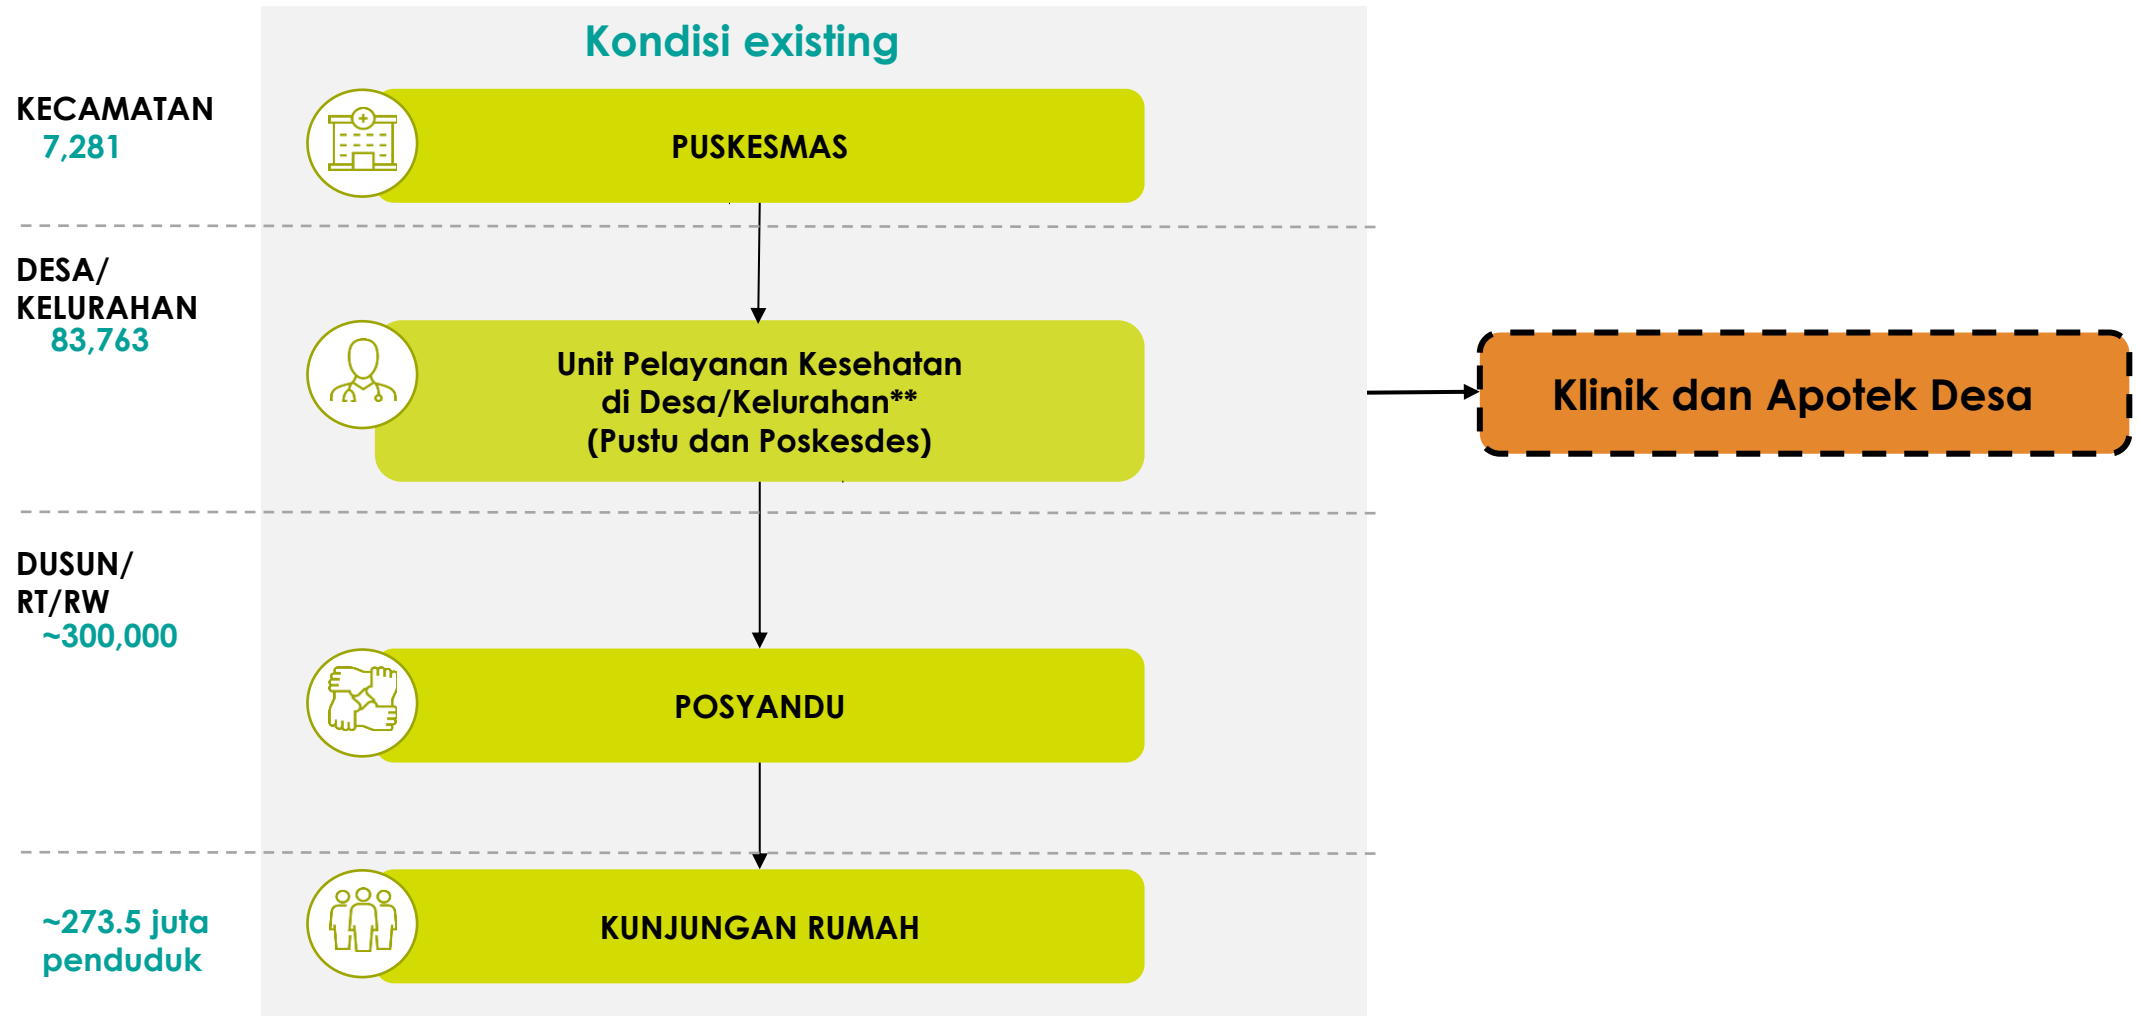 Kondisi existing
KECAMATAN
7,281
PUSKESMAS
DESA/
KELURAHAN
83,763
Unit Pelayanan Kesehatan
di Desa/Kelurahan**
(Pustu dan Poskesdes)
Klinik dan Apotek Desa
DUSUN/
RT/RW
~300,000
POSYANDU
~273.5 juta
penduduk
KUNJUNGAN RUMAH